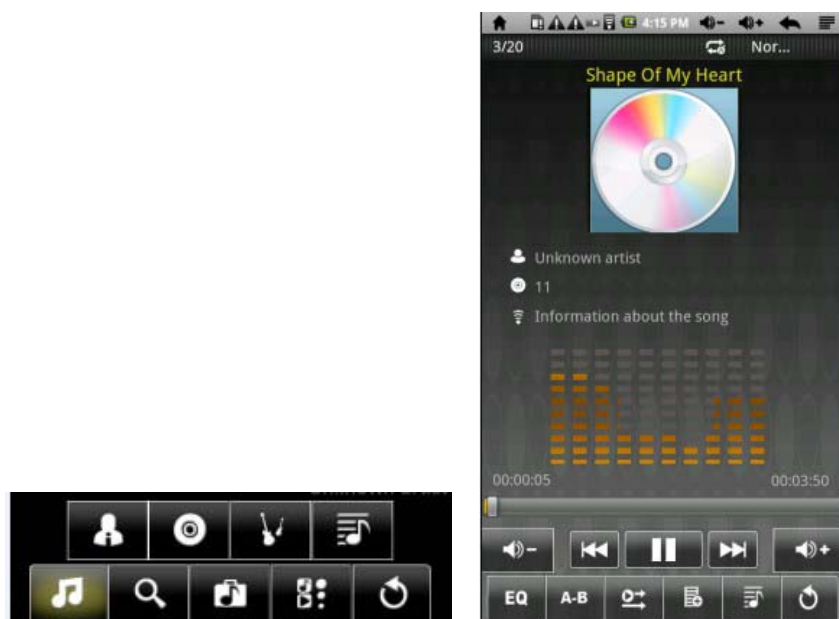 4:15 PM
3/20 Nor...
Shape Of My Heart
Unknown artist
11
Information about the song
00:00:05 00:03:50
EQ A-B